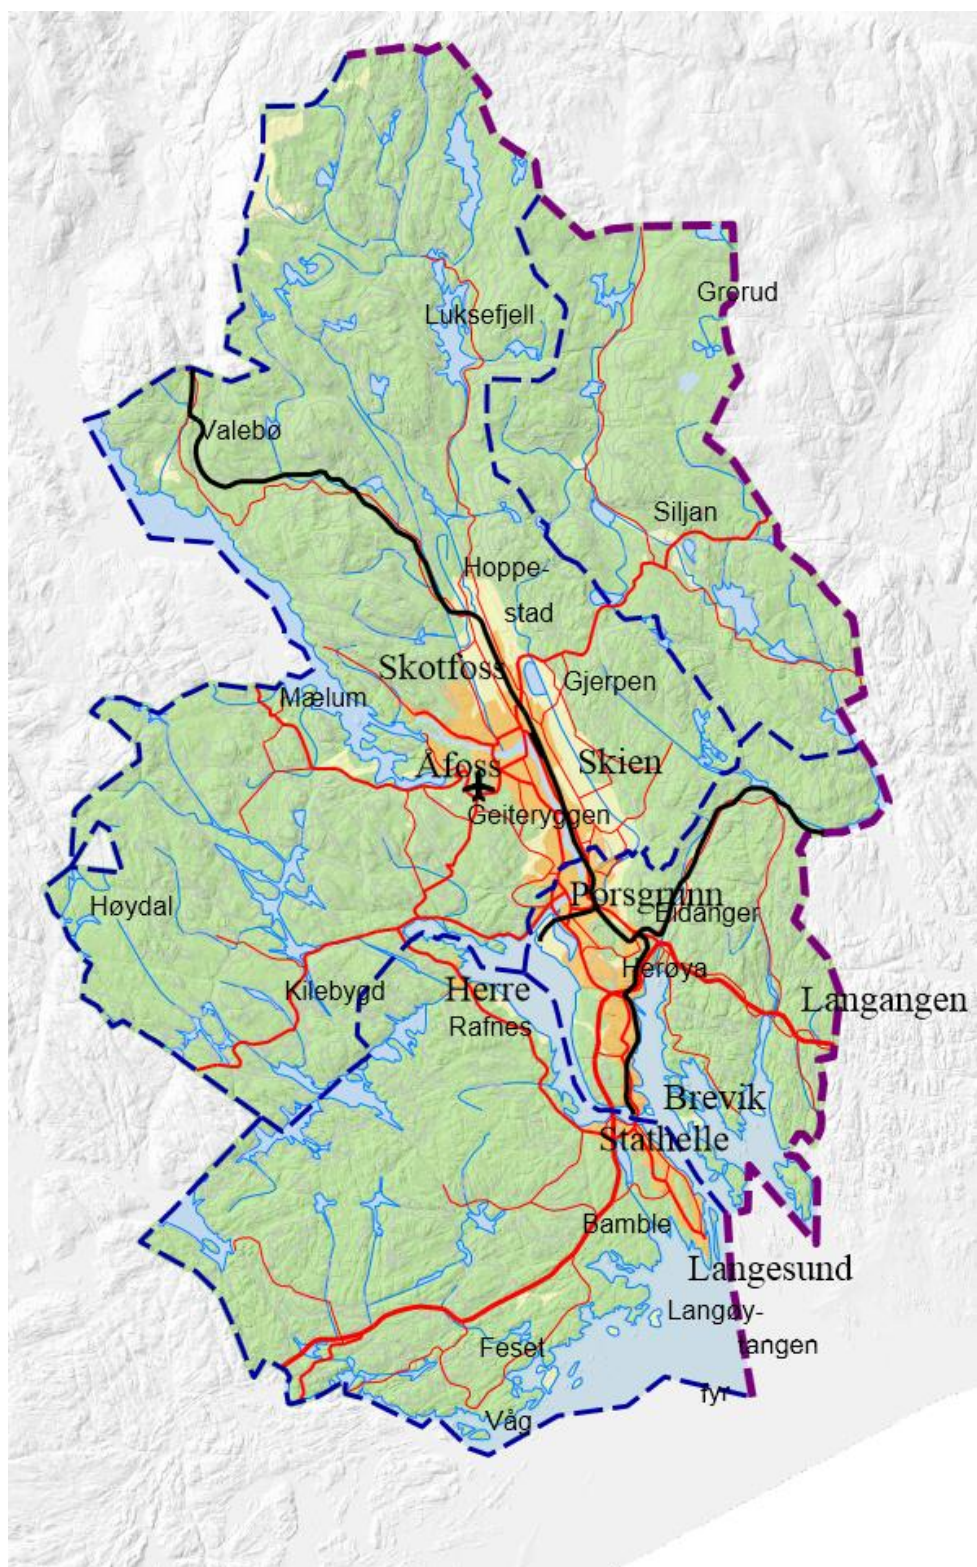 Grorud
Luksefjell
Valebø
Siljan
Hoppe-
stad
Skotfoss
Gjerpen
Mælum
Åfoss
Skien
Geiteryggen
Porsgrunn
Høydal
Eidanger
Herøya
Kilebygd
Herre
Langangen
Rafnes
Brevik
Stathelle
Bamble
Langesund
Langøy-
tangen
fyr
Feset
Våg